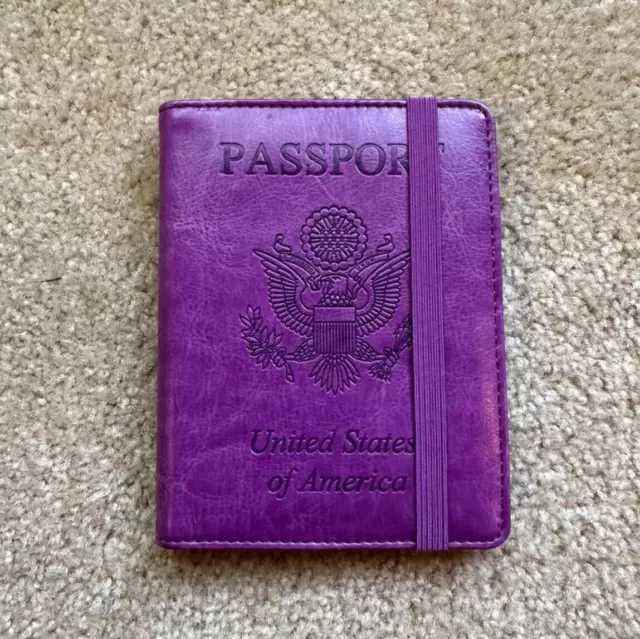 PASSPORT
United States
of America